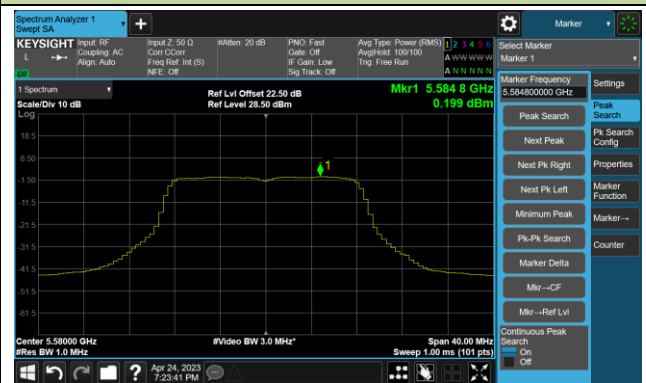 Spectrum Analyzer 1
Swept SA
+
Marker
KEYSIGHT
L
LXI
Input: RF
Coupling: AC
Align: Auto
Input Z: 50 Ω
Corr CCorr
Freq Ref: Int (S)
NFE: Off
#Atten: 20 dB
PNO: Fast
Gate: Off
IF Gain: Low
Sig Track: Off
Avg Type: Power (RMS)
Avg|Hold: 100/100
Trig: Free Run
1 2 3 4 5 6
A W W W W W
A N N N N N
Select Marker
Marker 1
1 Spectrum
Scale/Div 10 dB
Log
Ref Lvl Offset 22.50 dB
Ref Level 28.50 dBm
Mkr1 5.584 8 GHz
0.199 dBm
18.5
8.50
-1.50
-11.5
-21.5
-31.5
-41.5
-51.5
-61.5
1
Center 5.58000 GHz
#Res BW 1.0 MHz
#Video BW 3.0 MHz*
Span 40.00 MHz
Sweep 1.00 ms (101 pts)
Marker Frequency
5.584800000 GHz
Peak Search
Next Peak
Next Pk Right
Next Pk Left
Minimum Peak
Pk-Pk Search
Marker Delta
Mkr→CF
Mkr→Ref Lvl
Continuous Peak
Search
On
Off
Settings
Peak
Search
Pk Search
Config
Properties
Marker
Function
Marker→
Counter
?
Apr 24, 2023
7:23:41 PM